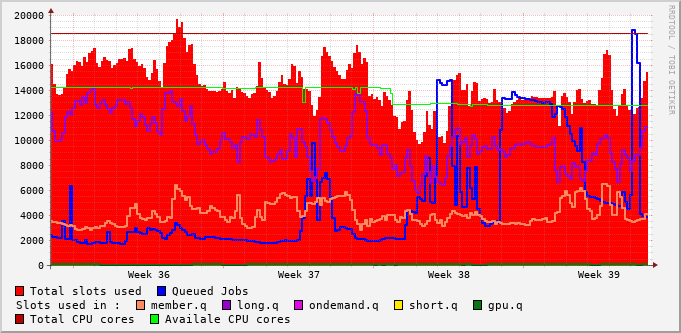 RRDTOOL / TOBI OETIKER
20000
18000
16000
14000
12000
10000
8000
6000
4000
2000
0
Week 36 Week 37 Week 38 Week 39
Total slots used Queued Jobs
Slots used in : member.q long.q ondemand.q short.q gpu.q
Total CPU cores Availale CPU cores